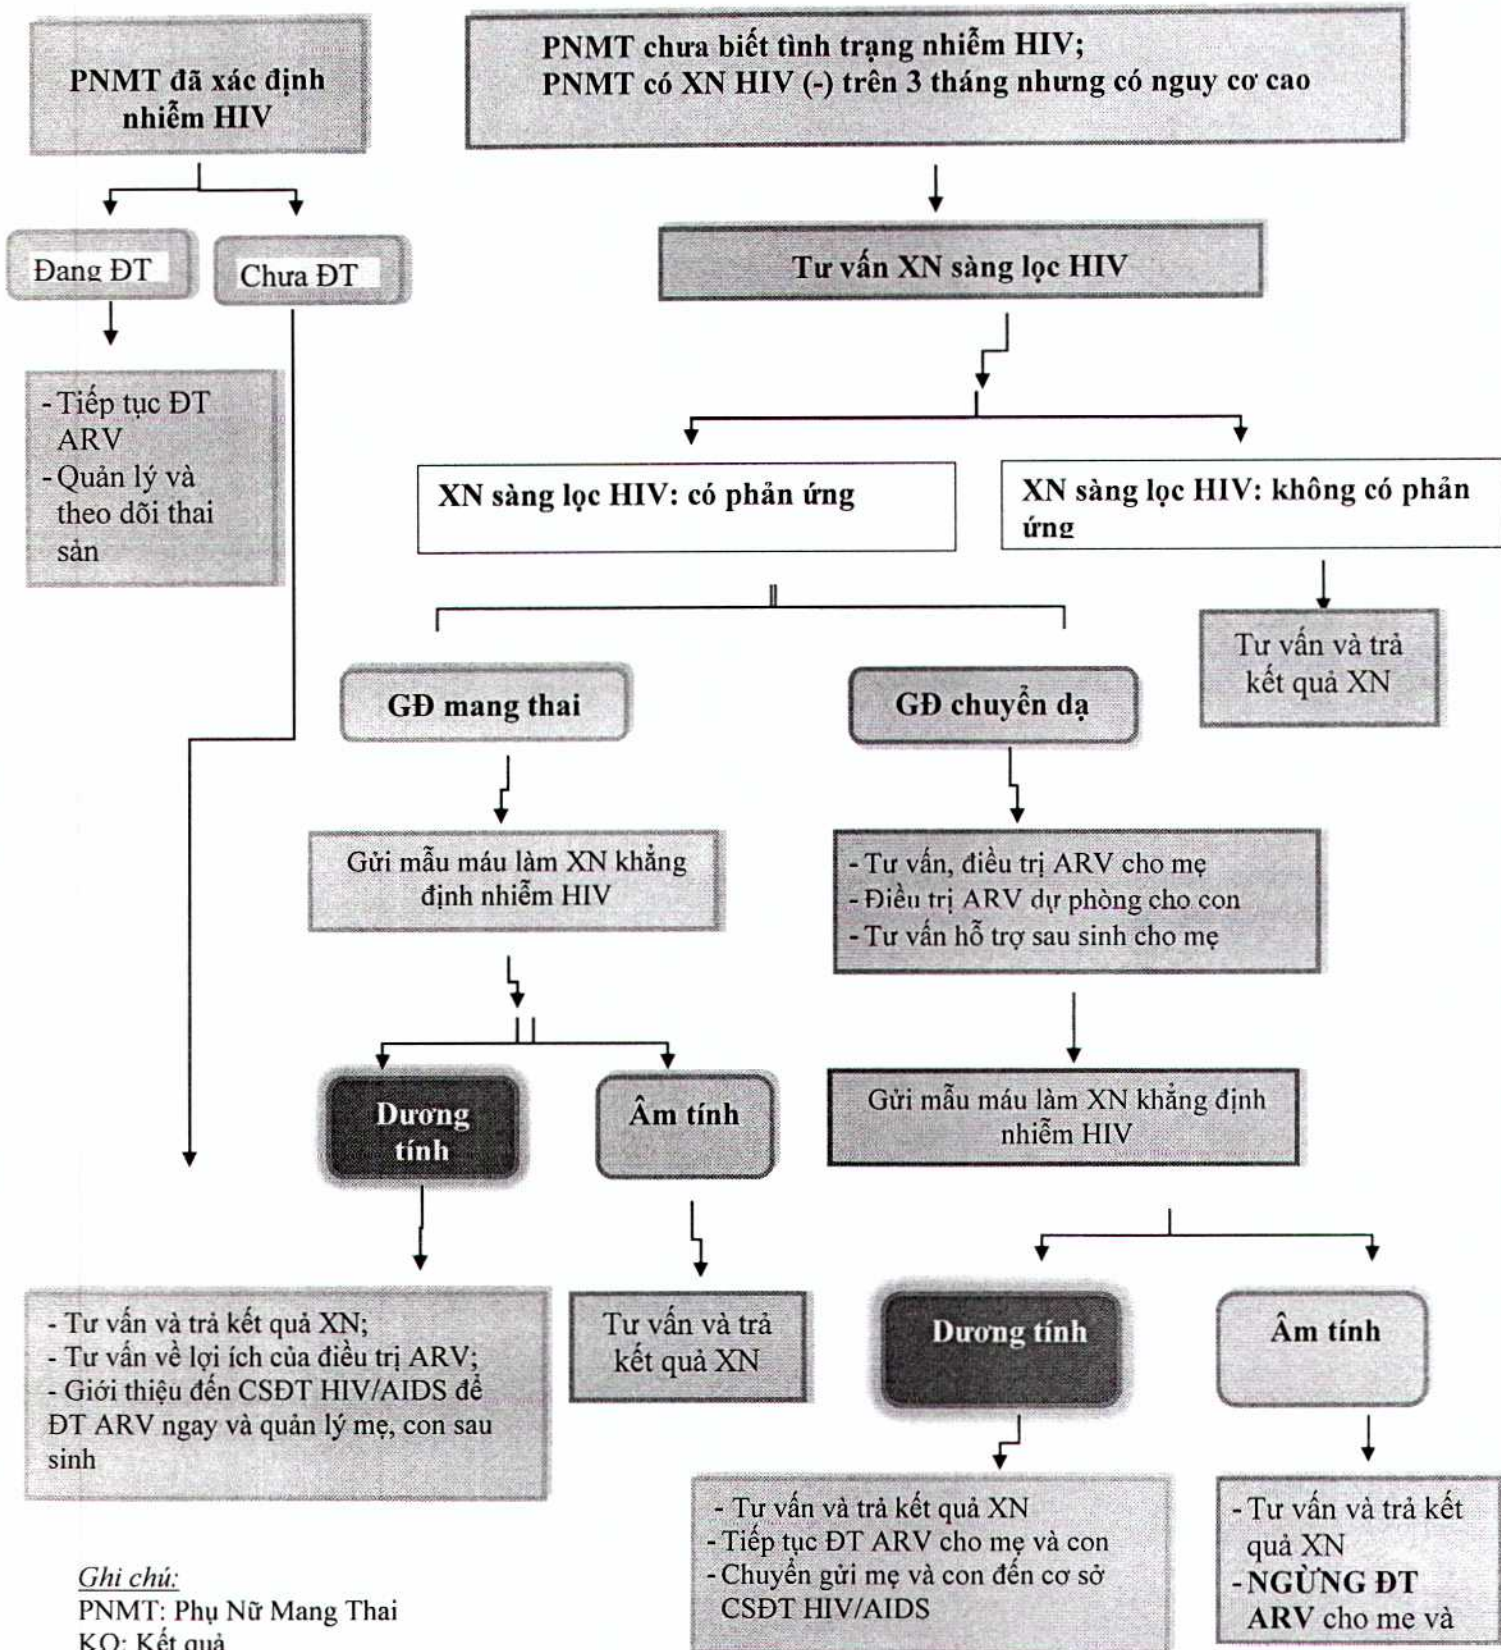 PNMT đã xác định
nhiễm HIV
PNMT chưa biết tình trạng nhiễm HIV;
PNMT có XN HIV (-) trên 3 tháng nhưng có nguy cơ cao
Đang ĐT
Chưa ĐT
Tư vấn XN sàng lọc HIV
- Tiếp tục ĐT
ARV
- Quản lý và
theo dõi thai
sản
XN sàng lọc HIV: có phản ứng
XN sàng lọc HIV: không có phản
ứng
Tư vấn và trả
kết quả XN
GĐ mang thai
GĐ chuyển dạ
Gửi mẫu máu làm XN khẳng
định nhiễm HIV
- Tư vấn, điều trị ARV cho mẹ
- Điều trị ARV dự phòng cho con
- Tư vấn hỗ trợ sau sinh cho mẹ
Dương
tính
Âm tính
Gửi mẫu máu làm XN khẳng định
nhiễm HIV
- Tư vấn và trả kết quả XN;
- Tư vấn về lợi ích của điều trị ARV;
- Giới thiệu đến CSĐT HIV/AIDS để
ĐT ARV ngay và quản lý mẹ, con sau
sinh
Tư vấn và trả
kết quả XN
Dương tính
Âm tính
- Tư vấn và trả kết quả XN
- Tiếp tục ĐT ARV cho mẹ và con
- Chuyển gửi mẹ và con đến cơ sở
CSĐT HIV/AIDS
- Tư vấn và trả kết
quả XN
- NGỪNG ĐT
ARV cho mẹ và
Ghi chú:
PNMT: Phụ Nữ Mang Thai
KQ: Kết quả